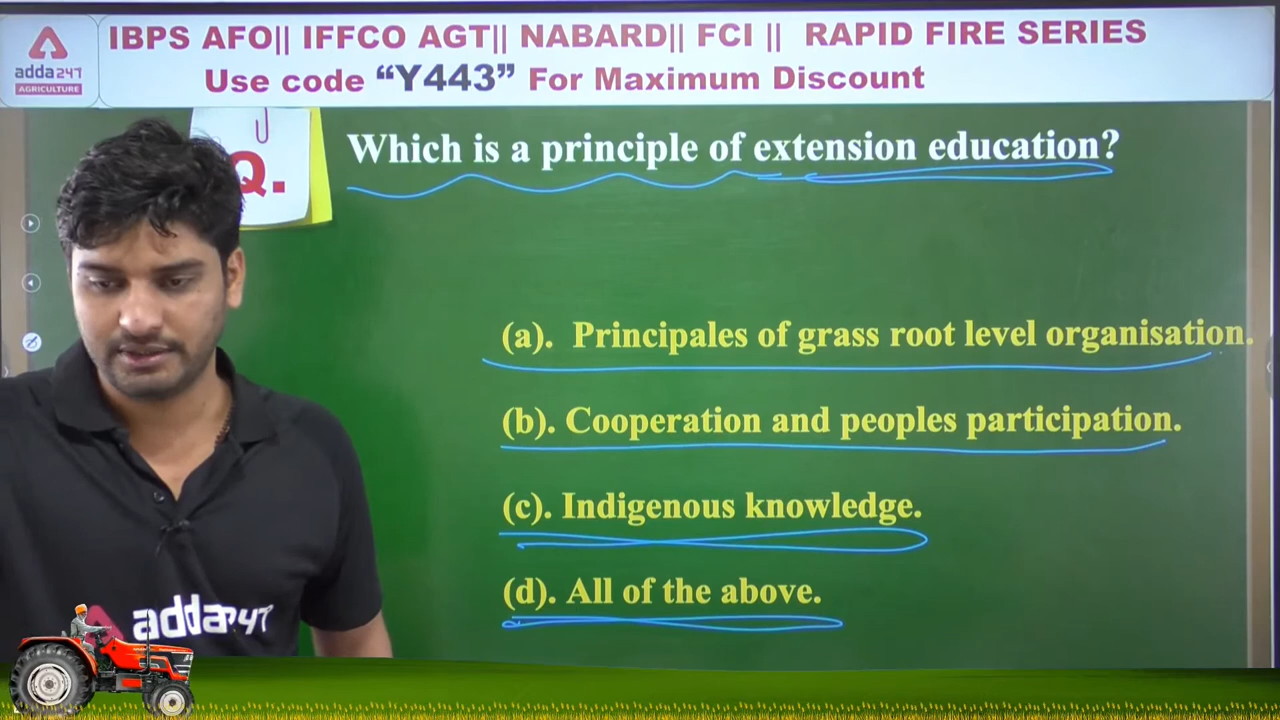 IBPS AFO|| IFFCO AGT|| NABARD|| FCI || RAPID FIRE SERIES
adda247
AGRICULTURE
Use code “Y443” For Maximum Discount
Q.
Which is a principle of extension education?
(a). Principales of grass root level organisation.
(b). Cooperation and peoples participation.
(c). Indigenous knowledge.
(d). All of the above.
adda247